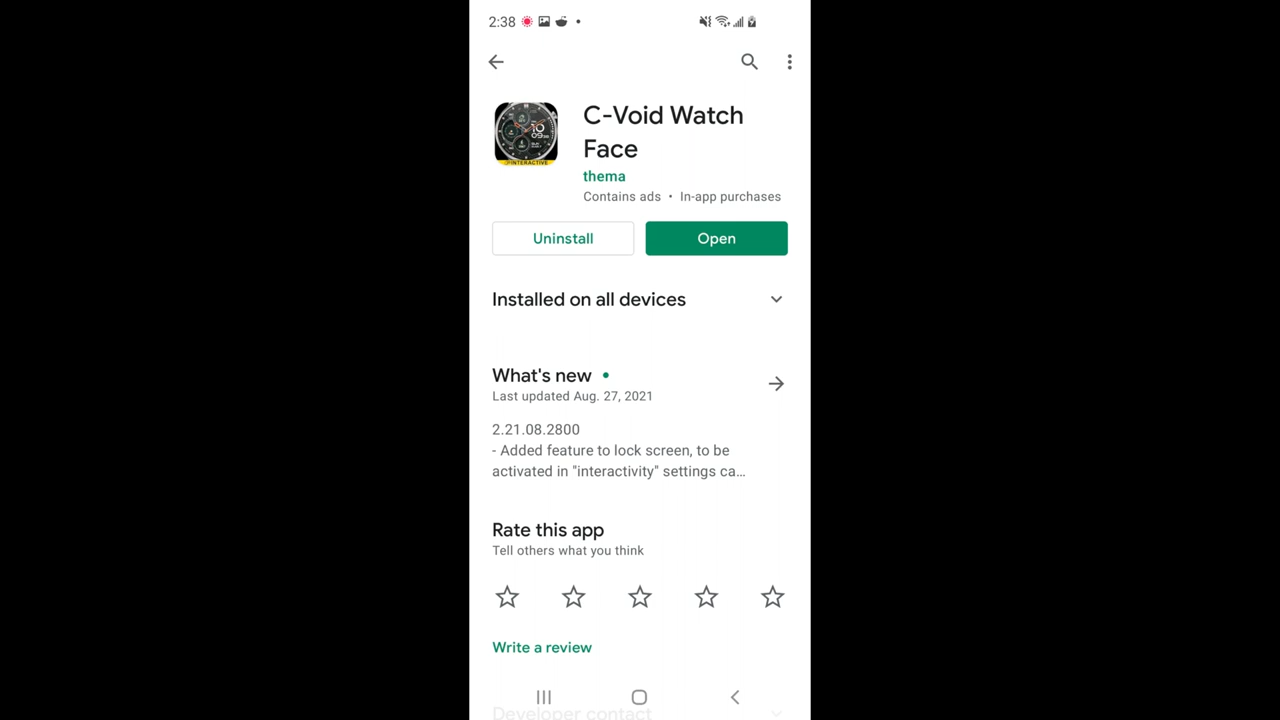 2:38
C-Void Watch
Face
INTERACTIVE
thema
Contains ads • In-app purchases
Uninstall
Open
Installed on all devices
What's new •
Last updated Aug. 27, 2021
2.21.08.2800
- Added feature to lock screen, to be
activated in "interactivity" settings ca…
Rate this app
Tell others what you think
Write a review
Developer contact